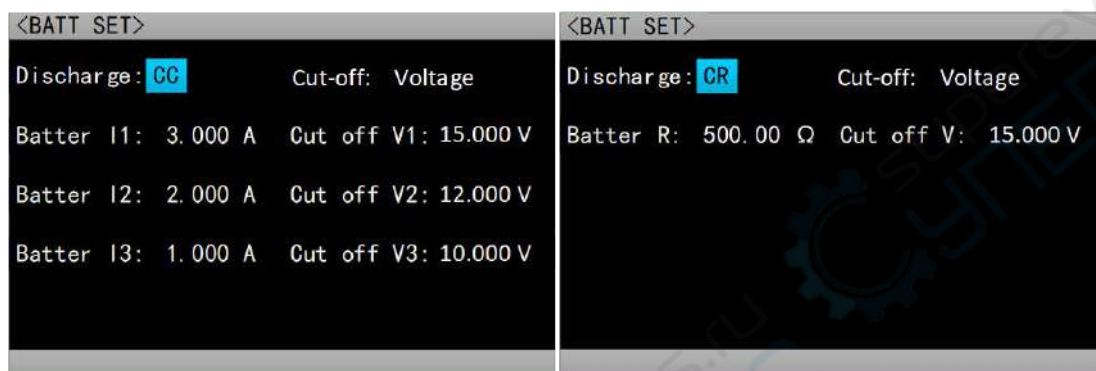 <BATT SET>
Discharge: CC Cut-off: Voltage
Batter I1: 3.000 A Cut off V1: 15.000 V
Batter I2: 2.000 A Cut off V2: 12.000 V
Batter I3: 1.000 A Cut off V3: 10.000 V
<BATT SET>
Discharge: CR Cut-off: Voltage
Batter R: 500.00 Ω Cut off V: 15.000 V